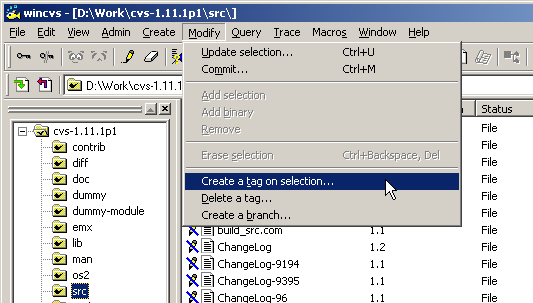 wincvs - [D:\Work\cvs-1.11.1p1\src\]
File Edit View Admin Create Modify Query Trace Macros Window Help
D:\Work\cvs-1.11.1
Update selection... Ctrl+U
Commit... Ctrl+M
Add selection
Add binary
Remove
Erase selection Ctrl+Backspace, Del
Create a tag on selection...
Delete a tag...
Create a branch...
cvs-1.11.1p1
contrib
diff
doc
dummy
dummy-module
emx
lib
man
os2
src
Status
File
File
File
File
File
File
build_src.com 1.1 File
ChangeLog 1.2 File
ChangeLog-9194 1.1 File
ChangeLog-9395 1.1 File
ChangeLog-96 1.1 File